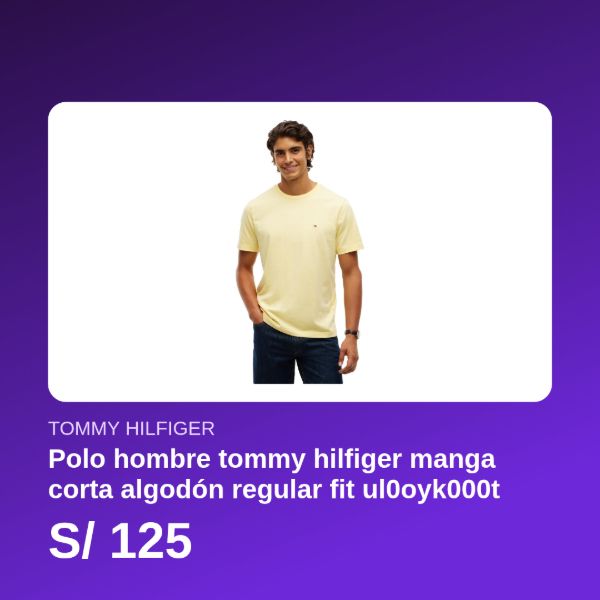 TOMMY HILFIGER
Polo hombre tommy hilfiger manga
corta algodón regular fit ul0oyk000t
S/ 125